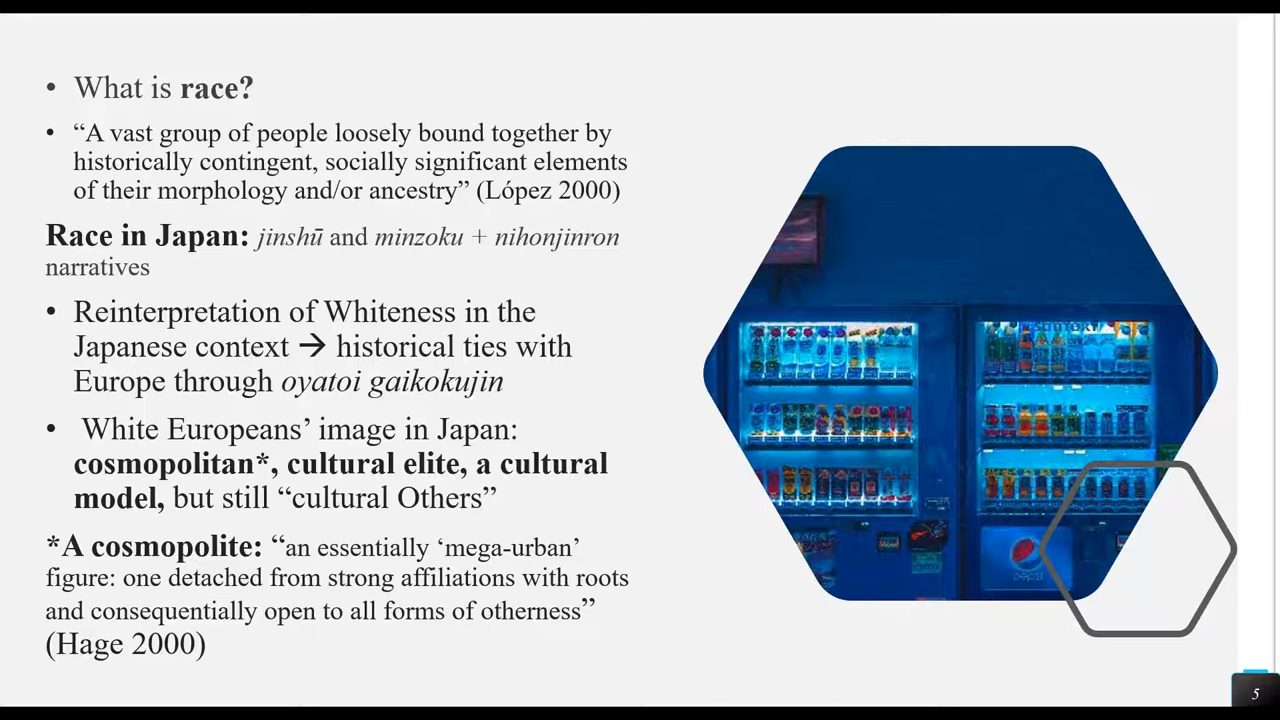 • What is race?
• “A vast group of people loosely bound together by
historically contingent, socially significant elements
of their morphology and/or ancestry” (López 2000)
Race in Japan: jinshū and minzoku + nihonjinron
narratives
• Reinterpretation of Whiteness in the
Japanese context → historical ties with
Europe through oyatoi gaikokujin
• White Europeans’ image in Japan:
cosmopolitan*, cultural elite, a cultural
model, but still “cultural Others”
*A cosmopolite: “an essentially ‘mega-urban’
figure: one detached from strong affiliations with roots
and consequentially open to all forms of otherness”
(Hage 2000)
SUNTORY
pepsi
5